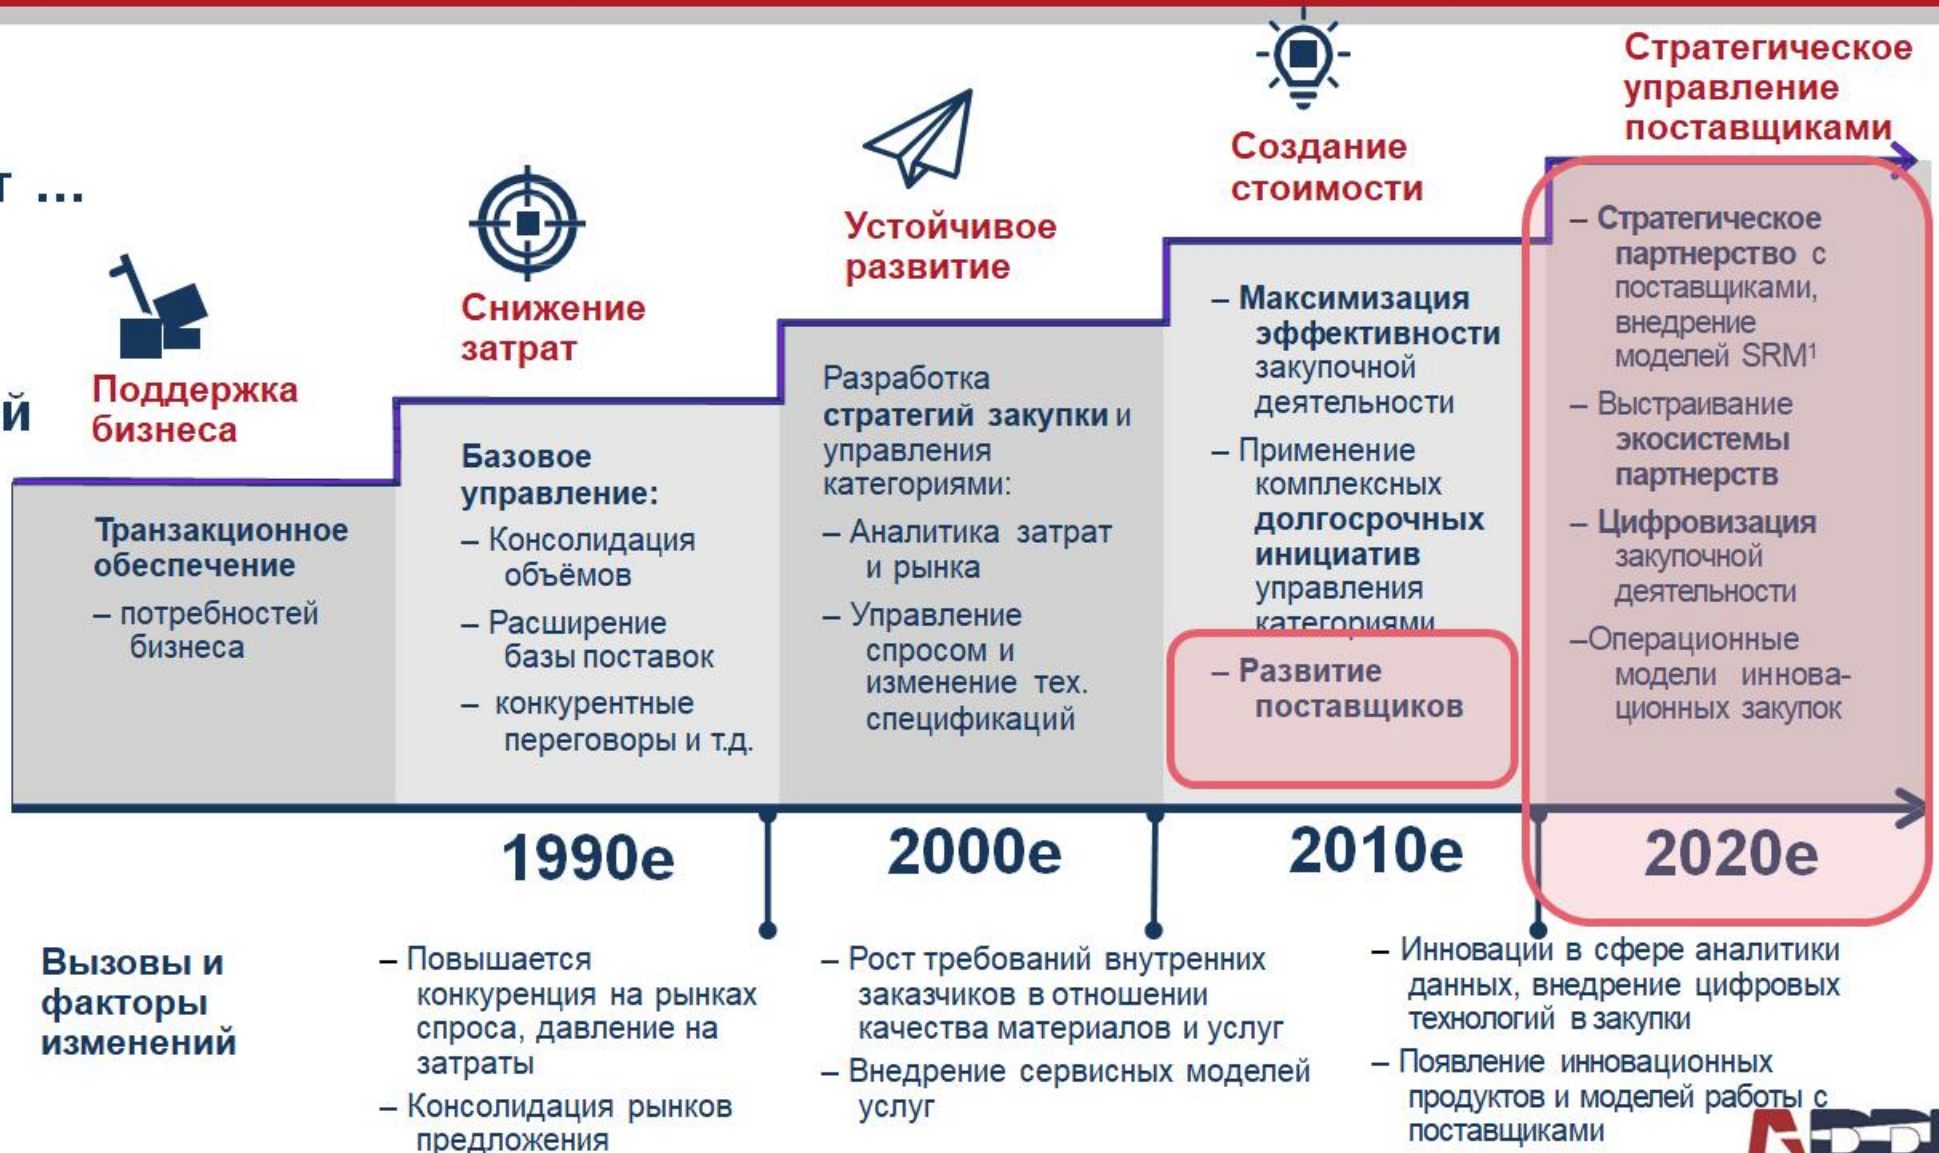 т ...
й
Поддержка
бизнеса
Транзакционное
обеспечение
– потребностей
бизнеса
Снижение
затрат
Базовое
управление:
– Консолидация
объёмов
– Расширение
базы поставок
– конкурентные
переговоры и т.д.
Устойчивое
развитие
Разработка
стратегий закупки и
управления
категориями:
– Аналитика затрат
и рынка
– Управление
спросом и
изменение тех.
спецификаций
Создание
стоимости
– Максимизация
эффективности
закупочной
деятельности
– Применение
комплексных
долгосрочных
инициатив
управления
категориями
– Развитие
поставщиков
Стратегическое
управление
поставщиками
– Стратегическое
партнерство с
поставщиками,
внедрение
моделей SRM¹
– Выстраивание
экосистемы
партнерств
– Цифровизация
закупочной
деятельности
–Операционные
модели иннова-
ционных закупок
1990е
2000е
2010е
2020е
Вызовы и
факторы
изменений
– Повышается
конкуренция на рынках
спроса, давление на
затраты
– Консолидация рынков
предложения
– Рост требований внутренних
заказчиков в отношении
качества материалов и услуг
– Внедрение сервисных моделей
услуг
– Инновации в сфере аналитики
данных, внедрение цифровых
технологий в закупки
– Появление инновационных
продуктов и моделей работы с
поставщиками